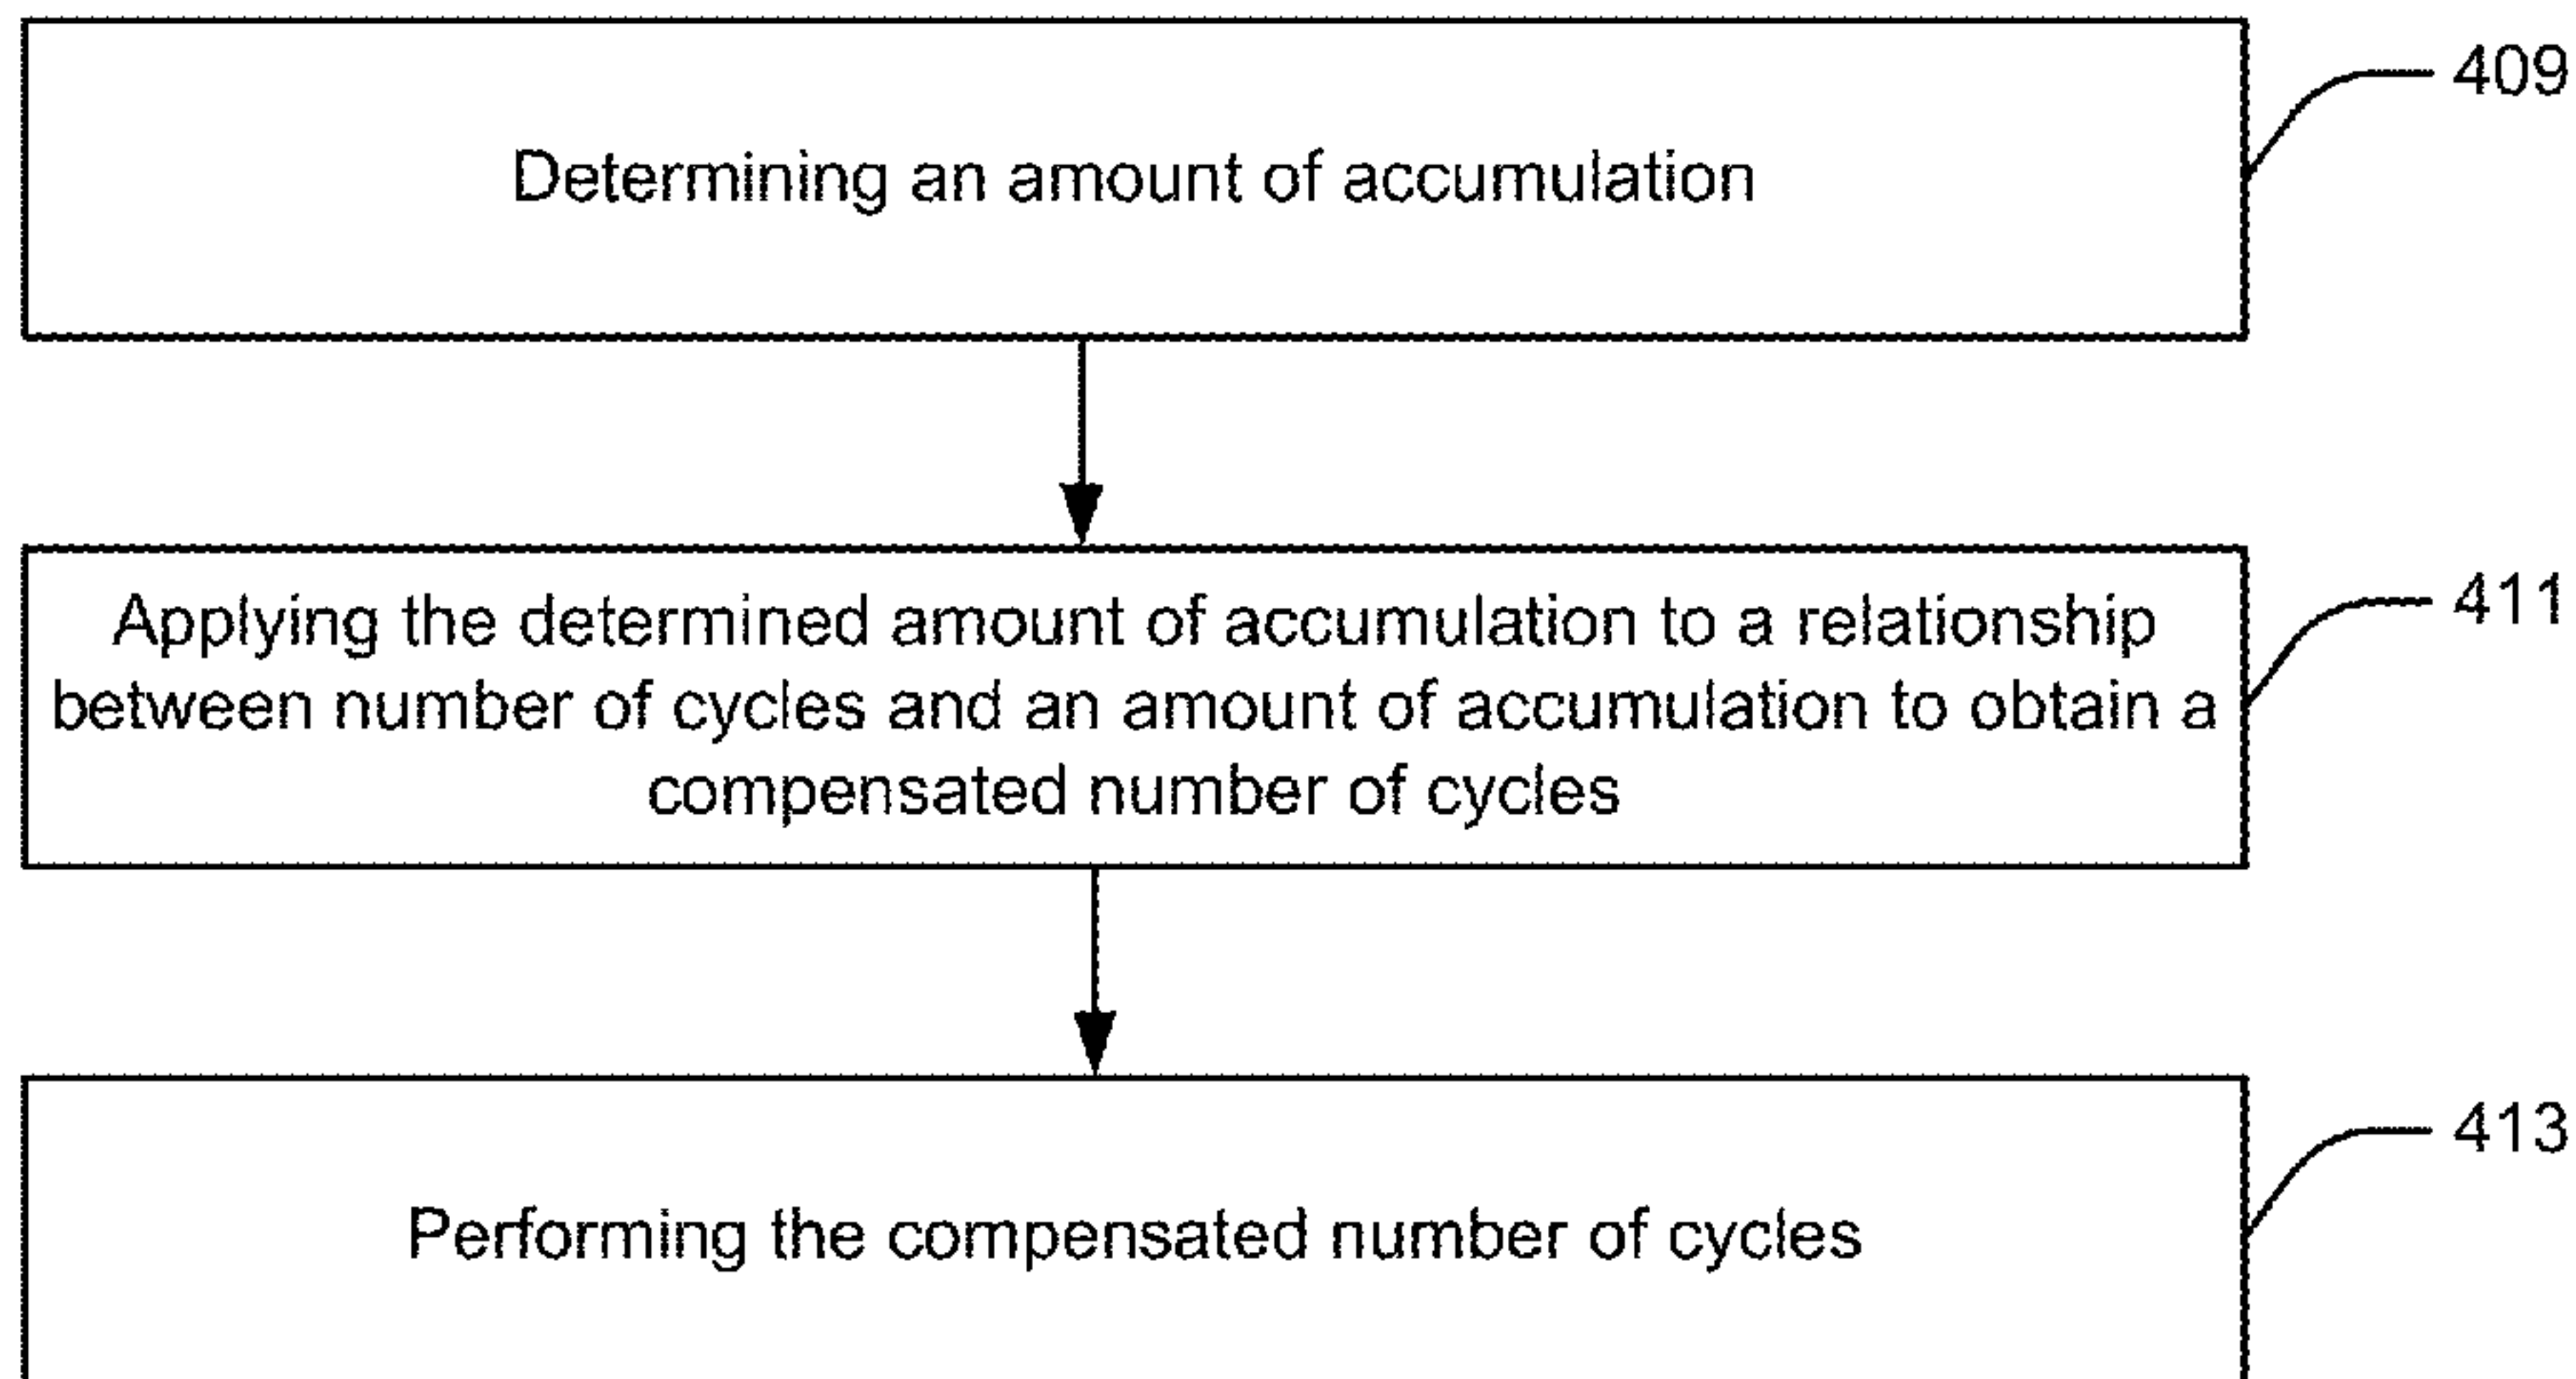 409
Determining an amount of accumulation
411
Applying the determined amount of accumulation to a relationship
between number of cycles and an amount of accumulation to obtain a
compensated number of cycles
413
Performing the compensated number of cycles